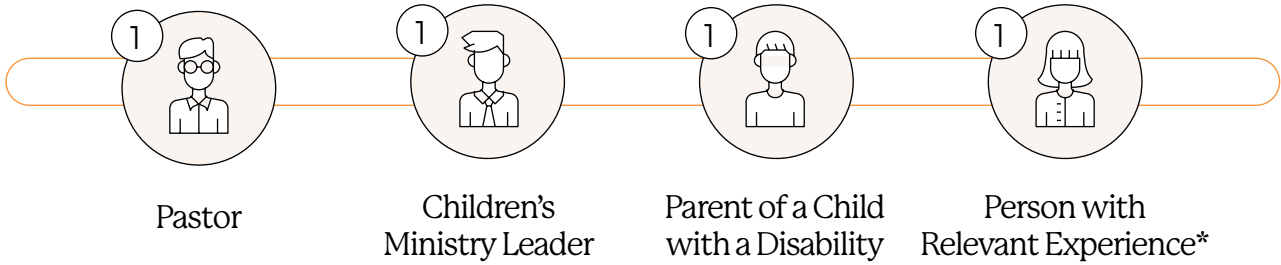 1
1
1
1
Pastor
Children’s
Ministry Leader
Parent of a Child
with a Disability
Person with
Relevant Experience*